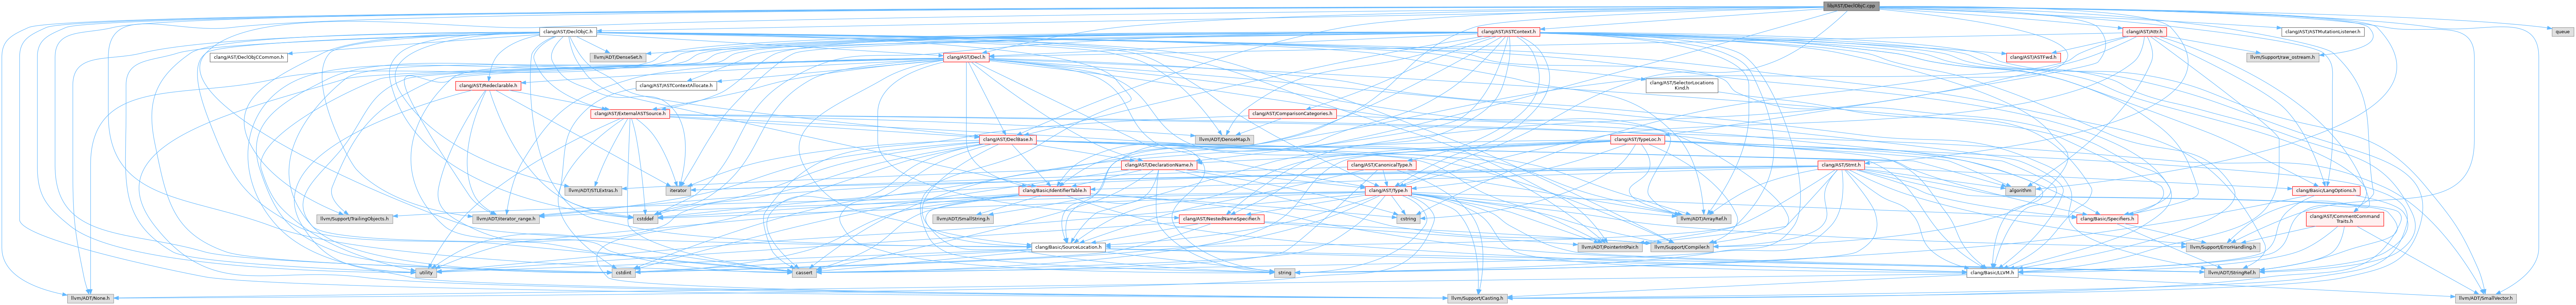 lib/AST/DeclObjC.cpp
clang/AST/DeclObjC.h
clang/AST/ASTContext.h
clang/AST/Attr.h
clang/AST/ASTMutationListener.h
queue
clang/AST/DeclObjCCommon.h
llvm/ADT/DenseSet.h
clang/AST/Decl.h
clang/AST/ASTFwd.h
llvm/Support/raw_ostream.h
clang/AST/Redeclarable.h
clang/AST/ASTContextAllocate.h
clang/AST/SelectorLocations
Kind.h
clang/AST/ExternalASTSource.h
clang/AST/ComparisonCategories.h
clang/AST/DeclBase.h
llvm/ADT/DenseMap.h
clang/AST/TypeLoc.h
clang/AST/DeclarationName.h
clang/AST/CanonicalType.h
clang/AST/Stmt.h
llvm/ADT/STLExtras.h
iterator
clang/Basic/IdentifierTable.h
clang/AST/Type.h
algorithm
clang/Basic/LangOptions.h
llvm/Support/TrailingObjects.h
llvm/ADT/iterator_range.h
cstddef
llvm/ADT/SmallString.h
clang/AST/NestedNameSpecifier.h
cstring
llvm/ADT/ArrayRef.h
clang/Basic/Specifiers.h
clang/AST/CommentCommand
Traits.h
clang/Basic/SourceLocation.h
llvm/ADT/PointerIntPair.h
llvm/Support/Compiler.h
llvm/Support/ErrorHandling.h
utility
cstdint
cassert
string
clang/Basic/LLVM.h
llvm/ADT/StringRef.h
llvm/ADT/None.h
llvm/Support/Casting.h
llvm/ADT/SmallVector.h